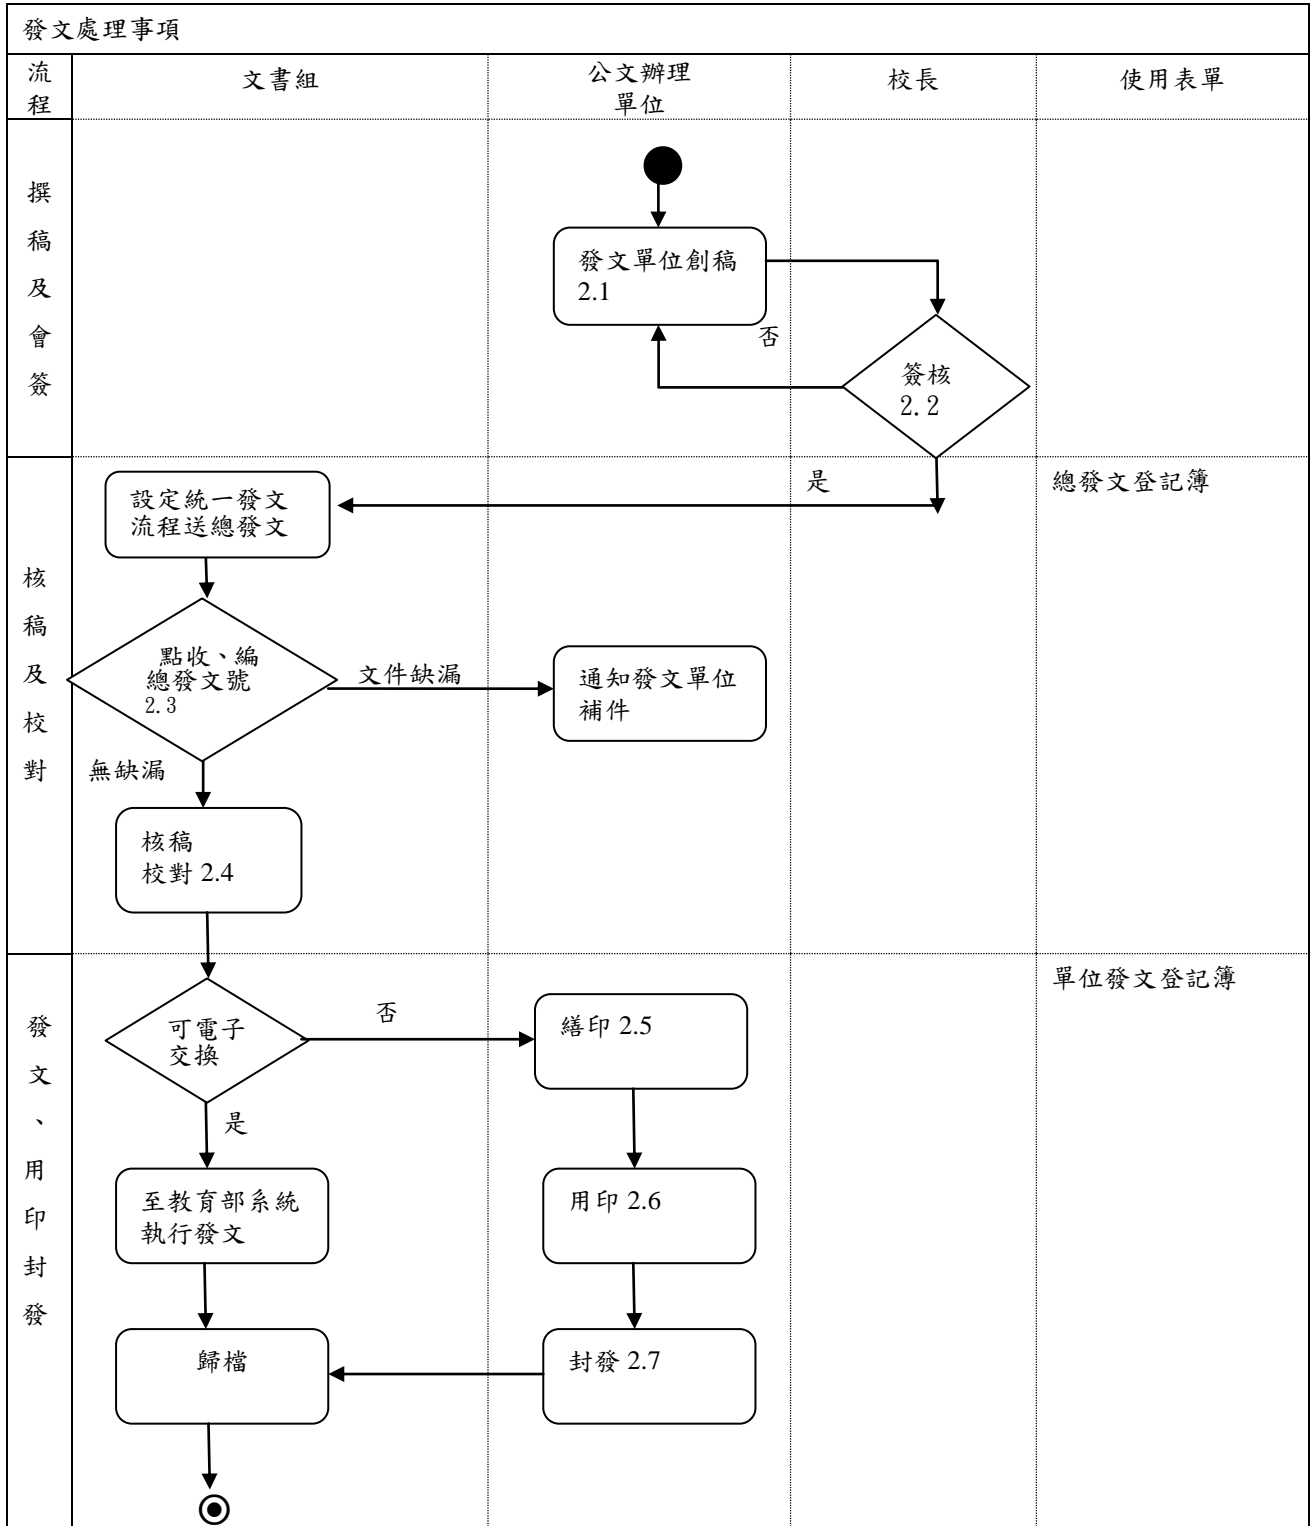 發文處理事項
流
程
文書組
公文辦理
單位
校長
使用表單
撰
稿
及
會
簽
發文單位創稿
2.1
否
簽核
2.2
核
稿
及
校
對
設定統一發文
流程送總發文
是
總發文登記簿
點收、編
總發文號
2.3
文件缺漏
通知發文單位
補件
無缺漏
核稿
校對 2.4
發
文
、
用
印
封
發
單位發文登記簿
可電子
交換
否
繕印 2.5
是
至教育部系統
執行發文
用印 2.6
歸檔
封發 2.7